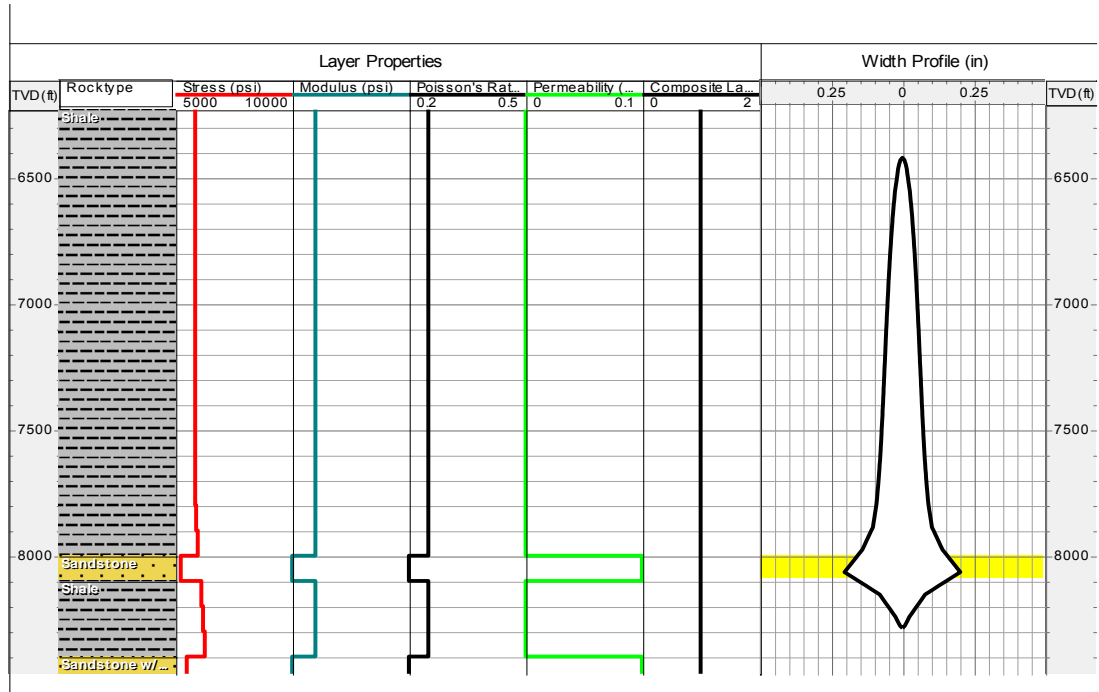 Layer Properties Width Profile (in)
TVD(ft) Rocktype Stress (psi) Modulus (psi) Poisson's Rat... Permeability (... Composite La... 0.25 0 0.25 TVD(ft)
5000 10000 0.2 0.5 0 0.1 0 2
Shale
6500 6500
7000 7000
7500 7500
8000 8000
Sandstone
Shale
Sandstone w/...